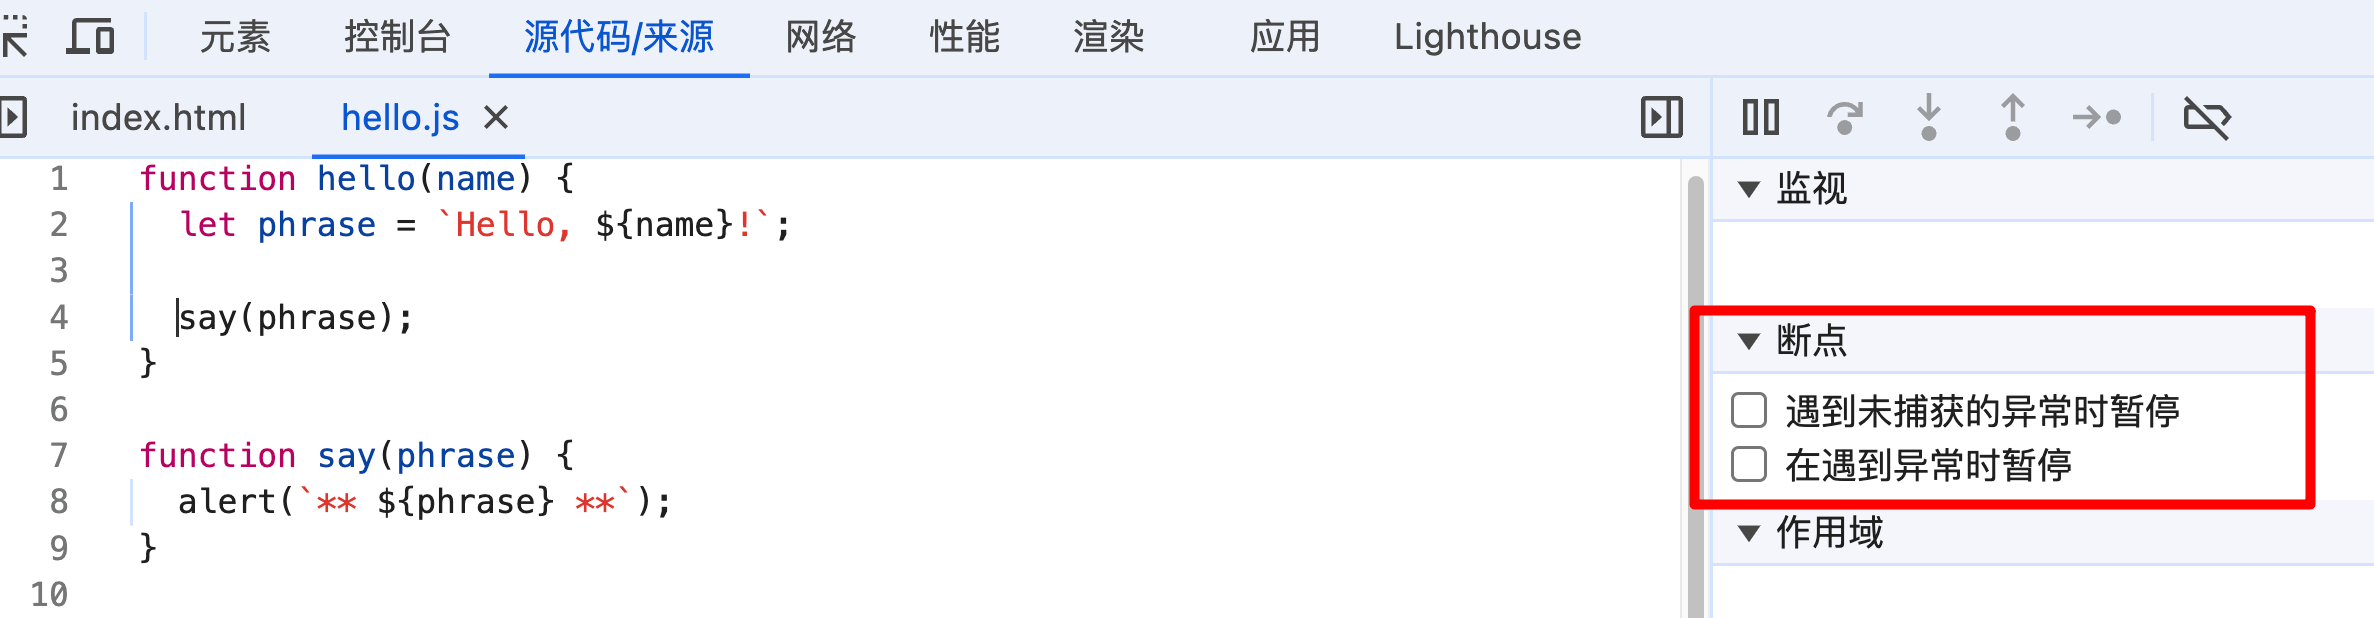 元素 控制台 源代码/来源 网络 性能 渲染 应用 Lighthouse
index.html hello.js
1 function hello(name) {
2   let phrase = `Hello, ${name}!`;
3
4   say(phrase);
5 }
6
7 function say(phrase) {
8   alert(`** ${phrase} **`);
9 }
10
监视
断点
遇到未捕获的异常时暂停
在遇到异常时暂停
作用域